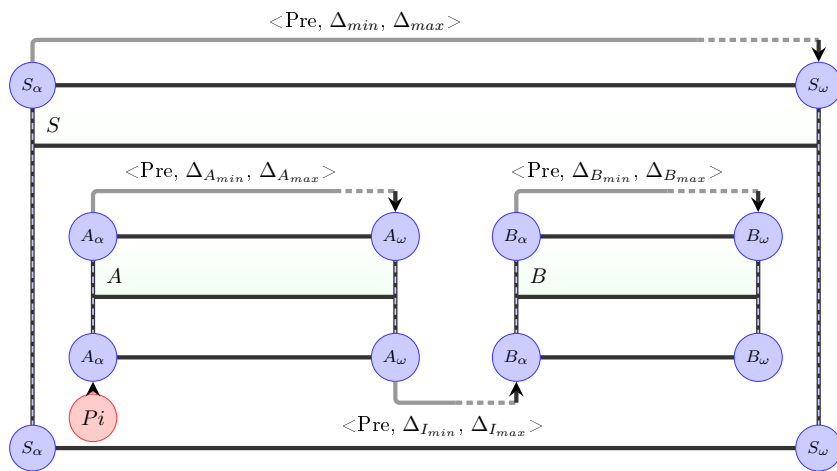 <Pre, Δ_min, Δ_max>
S_α S_ω
S
<Pre, Δ_{A_min}, Δ_{A_max}> <Pre, Δ_{B_min}, Δ_{B_max}>
A_α A_ω B_α B_ω
A B
A_α A_ω B_α B_ω
Pi <Pre, Δ_{I_min}, Δ_{I_max}>
S_α S_ω